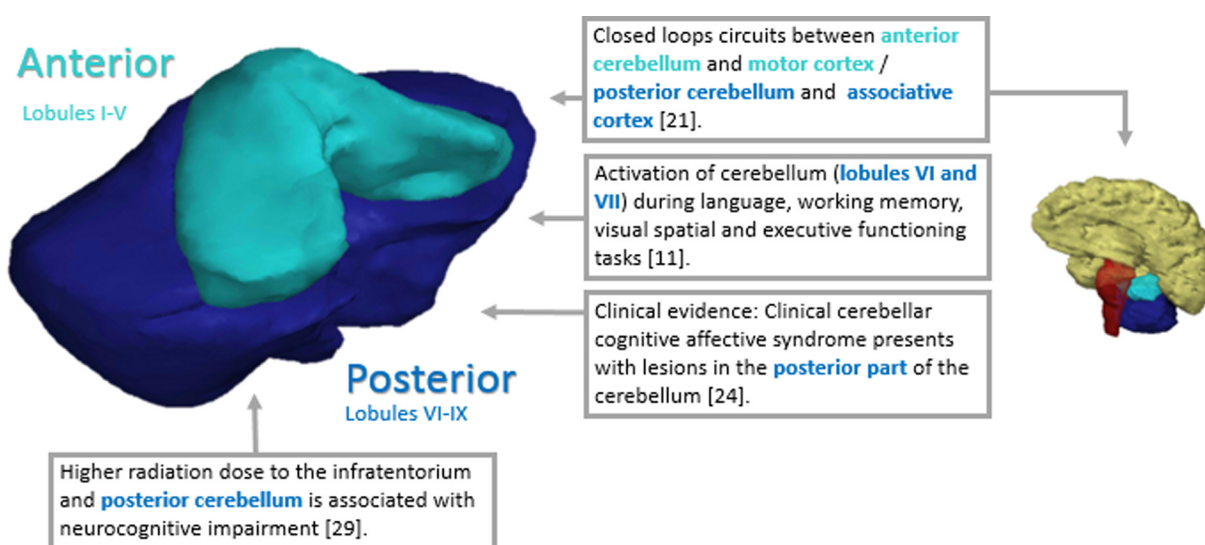 Anterior
Lobules I-V
Closed loops circuits between anterior
cerebellum and motor cortex /
posterior cerebellum and associative
cortex [21].
Activation of cerebellum (lobules VI and
VII) during language, working memory,
visual spatial and executive functioning
tasks [11].
Clinical evidence: Clinical cerebellar
cognitive affective syndrome presents
with lesions in the posterior part of the
cerebellum [24].
Posterior
Lobules VI-IX
Higher radiation dose to the infratentorium
and posterior cerebellum is associated with
neurocognitive impairment [29].